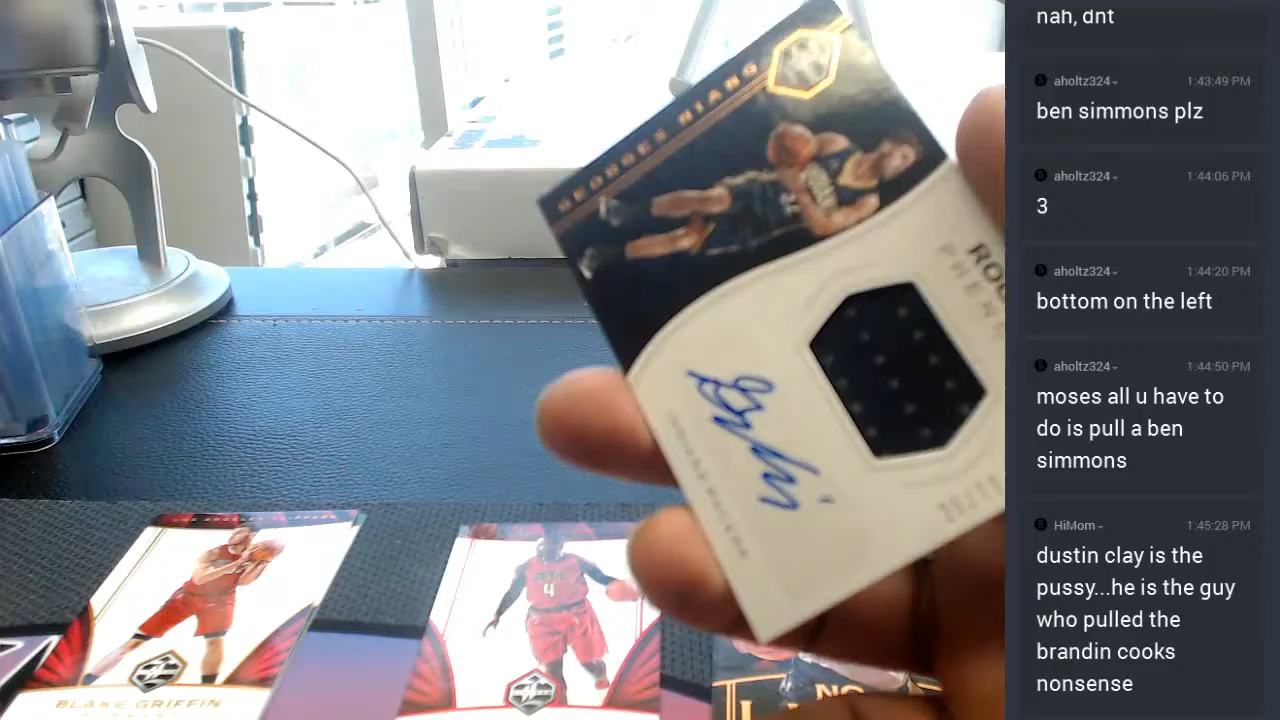 nah, dnt
aholtz324
1:43:49 PM
ben simmons plz
aholtz324
1:44:06 PM
3
aholtz324
1:44:20 PM
bottom on the left
aholtz324
1:44:50 PM
moses all u have to
do is pull a ben
simmons
HiMom
1:45:28 PM
dustin clay is the
pussy...he is the guy
who pulled the
brandin cooks
nonsense
GEORGES NIANG
INDIANA PACERS
BLAKE GRIFFIN
4